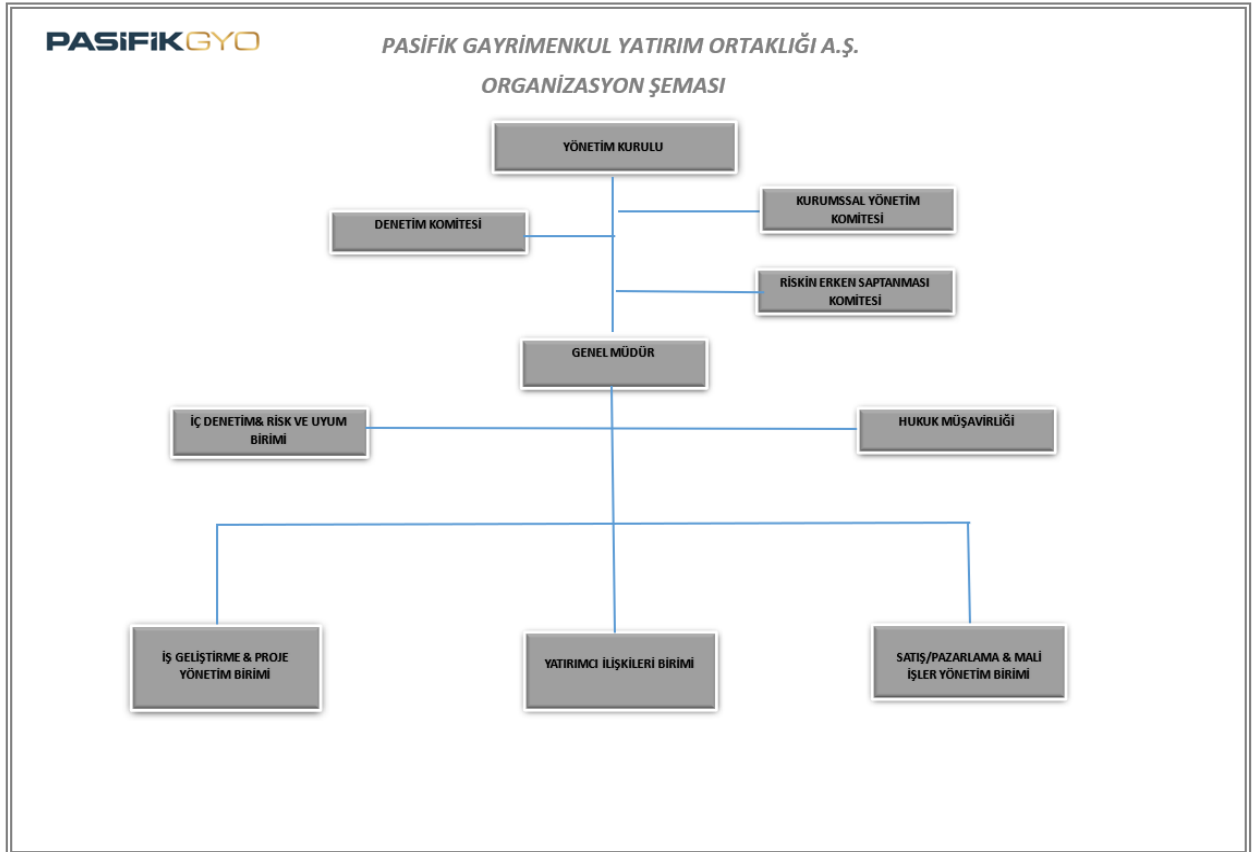 PASİFİKGYO
PASİFİK GAYRİMENKUL YATIRIM ORTAKLIĞI A.Ş.
ORGANİZASYON ŞEMASI
YÖNETİM KURULU
KURUMSSAL YÖNETİM
KOMİTESİ
DENETİM KOMİTESİ
RİSKİN ERKEN SAPTANMASI
KOMİTESİ
GENEL MÜDÜR
İÇ DENETİM& RİSK VE UYUM
BİRİMİ
HUKUK MÜŞAVİRLİĞİ
İŞ GELİŞTİRME & PROJE
YÖNETİM BİRİMİ
YATIRIMCI İLİŞKİLERİ BİRİMİ
SATIŞ/PAZARLAMA & MALİ
İŞLER YÖNETİM BİRİMİ